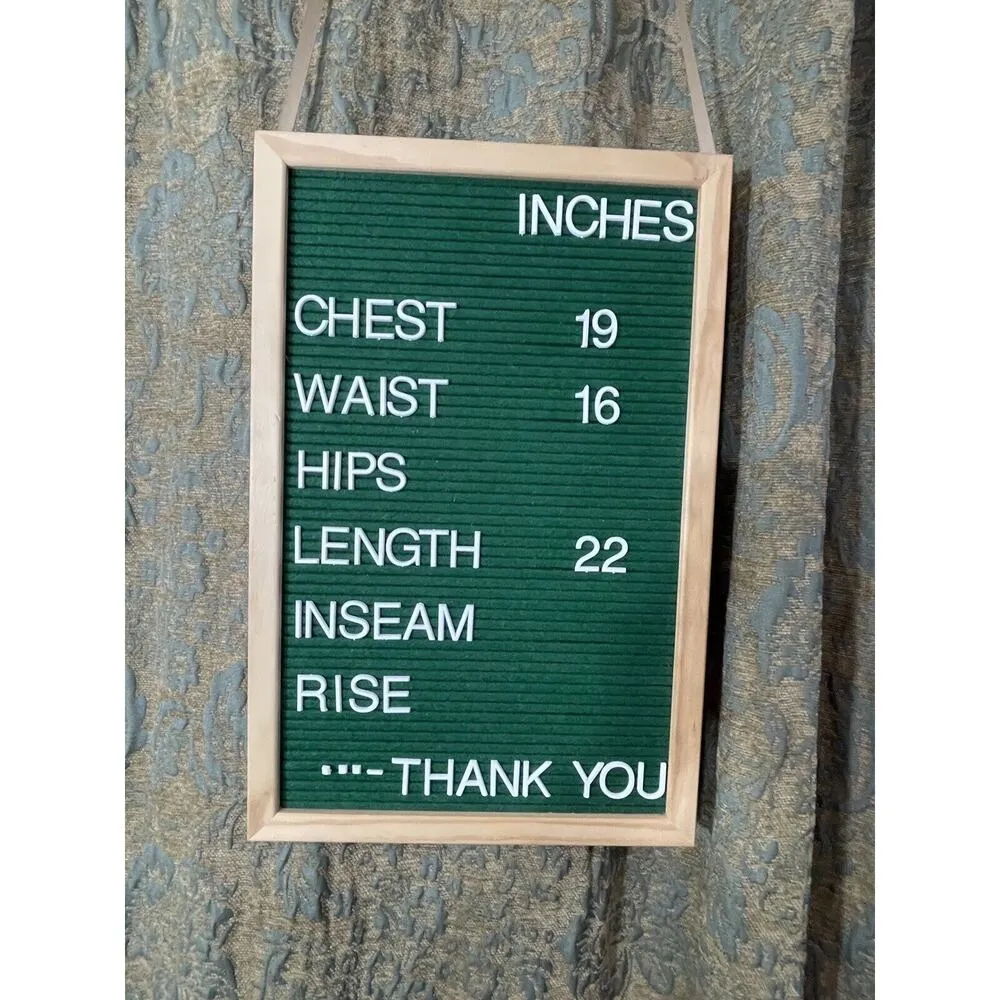 INCHES
CHEST 19
WAIST 16
HIPS
LENGTH 22
INSEAM
RISE
...-THANK YOU